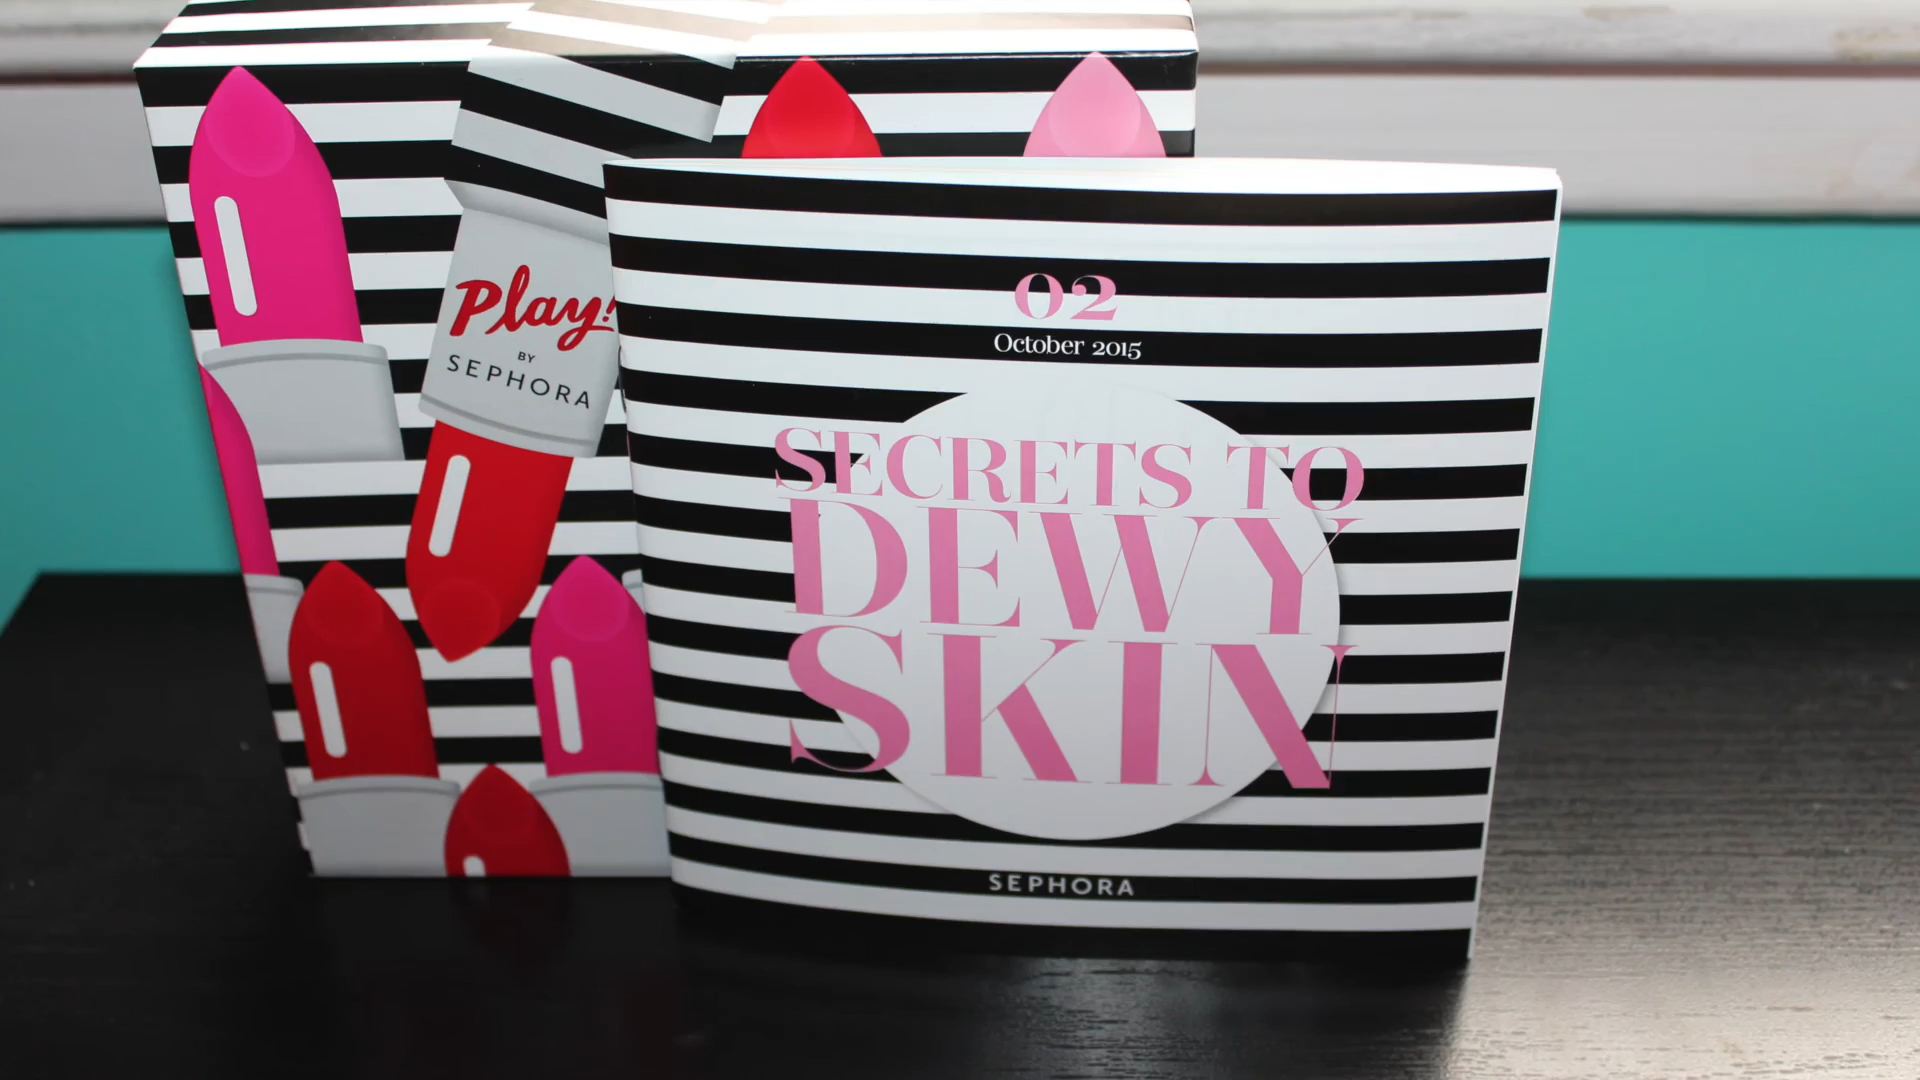 Play!
BY
SEPHORA
02
October 2015
SECRETS TO
DEWY
SKIN
SEPHORA